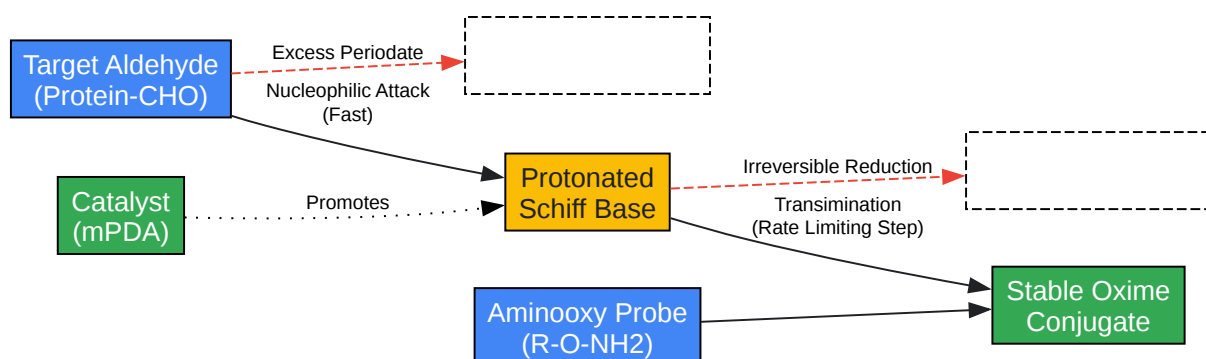 Target Aldehyde
(Protein-CHO)
Excess Periodate
Nucleophilic Attack
(Fast)
Catalyst
(mPDA)
Promotes
Protonated
Schiff Base
Irreversible Reduction
Transimination
(Rate Limiting Step)
Aminooxy Probe
(R-O-NH2)
Stable Oxime
Conjugate